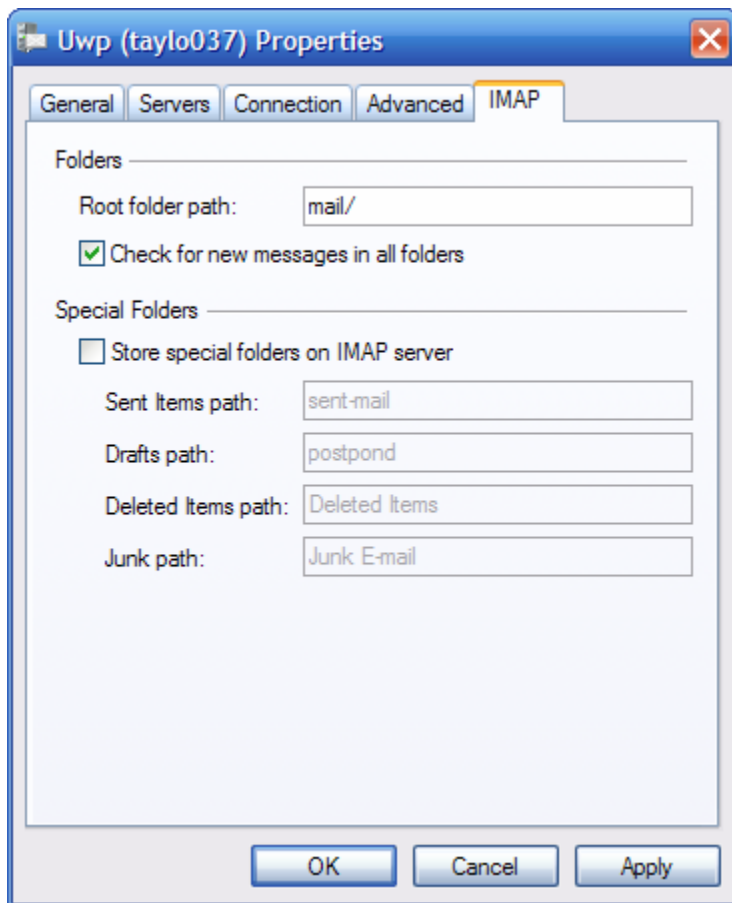 Uwp (taylo037) Properties
General Servers Connection Advanced IMAP
Folders
Root folder path: mail/
Check for new messages in all folders
Special Folders
Store special folders on IMAP server
Sent Items path: sent-mail
Drafts path: postpond
Deleted Items path: Deleted Items
Junk path: Junk E-mail
OK Cancel Apply